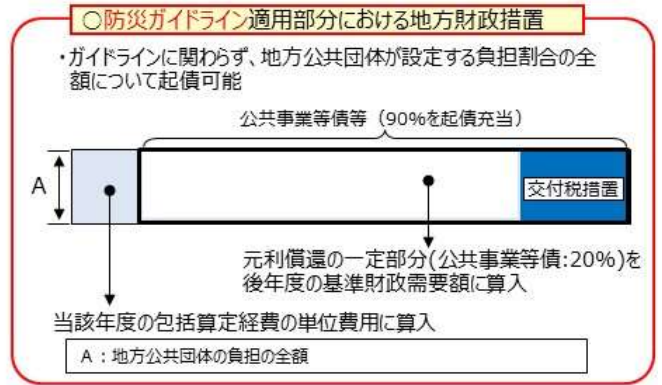 ○防災ガイドライン適用部分における地方財政措置
・ガイドラインに関わらず、地方公共団体が設定する負担割合の全
額について起債可能
公共事業等債等（90%を起債充当）
A
交付税措置
元利償還の一定部分(公共事業等債:20%)を
後年度の基準財政需要額に算入
当該年度の包括算定経費の単位費用に算入
A：地方公共団体の負担の全額